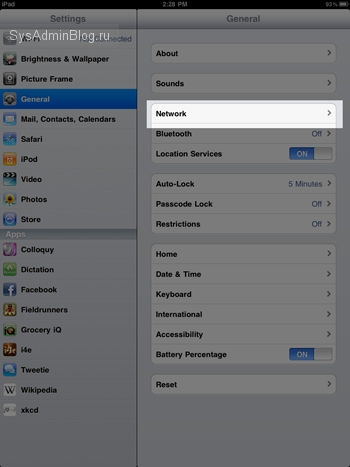 iPad
2:28 PM
93%
Settings
General
SysAdminBlog.ru
Brightness & Wallpaper
Picture Frame
General
Mail, Contacts, Calendars
Safari
iPod
Video
Photos
Store
Apps
Colloquy
Dictation
Facebook
Fieldrunners
Grocery iQ
i4e
Tweetie
Wikipedia
xkcd
About
Sounds
Network
Bluetooth Off
Location Services ON
Auto-Lock 5 Minutes
Passcode Lock Off
Restrictions Off
Home
Date & Time
Keyboard
International
Accessibility
Battery Percentage ON
Reset